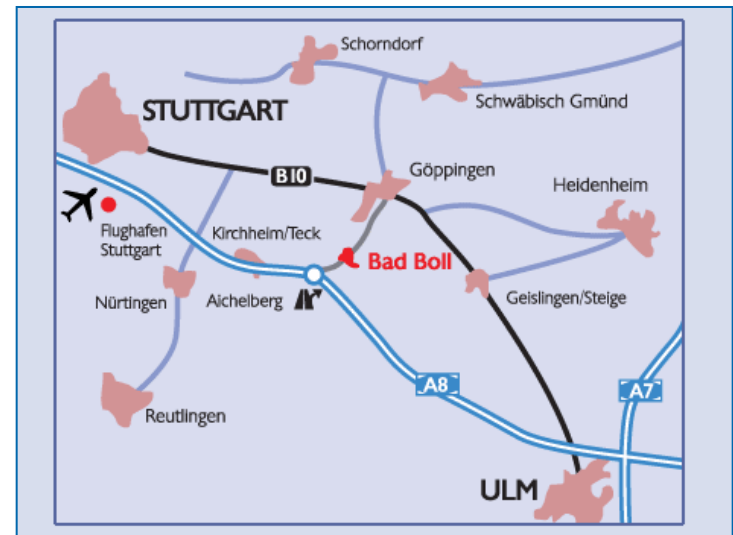 Schorndorf
Schwäbisch Gmünd
STUTTGART
B10
Göppingen
Heidenheim
Flughafen
Stuttgart
Kirchheim/Teck
Bad Boll
Nürtingen
Aichelberg
Geislingen/Steige
A8
A7
Reutlingen
ULM